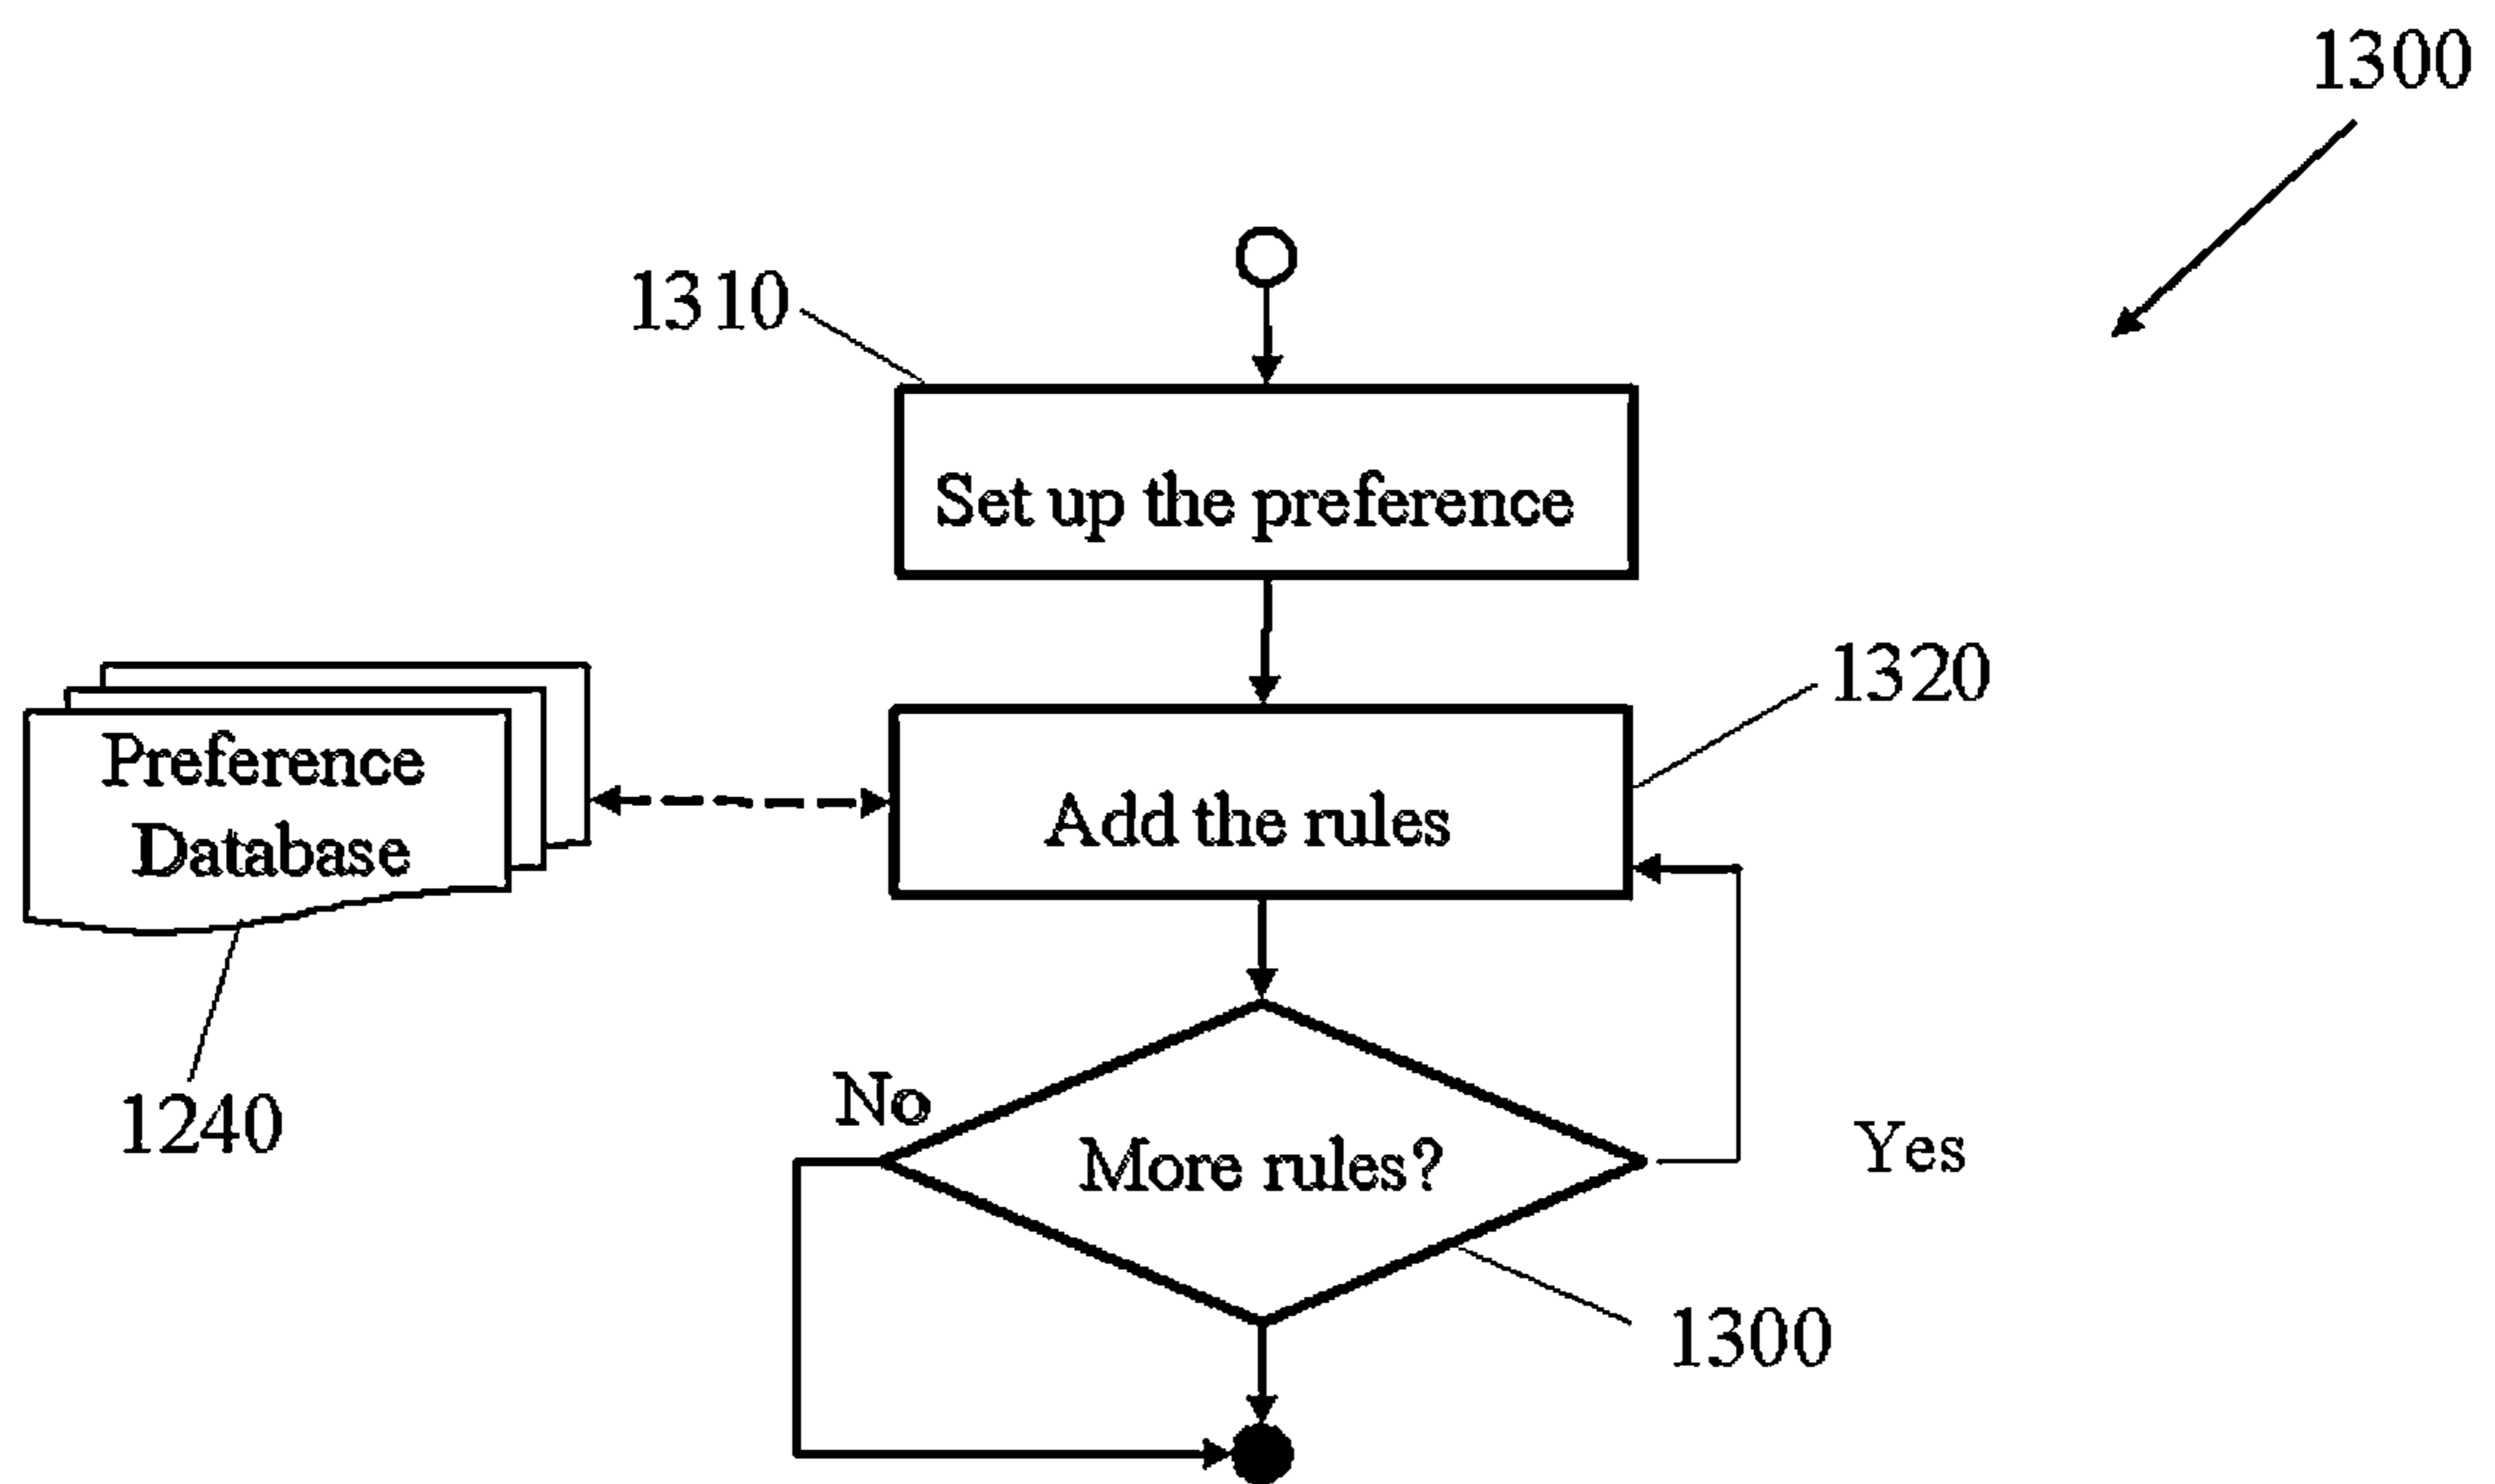 1300
1310
Set up the preference
1320
Preference
Database
Add the rules
1240
No
More rules?
Yes
1300